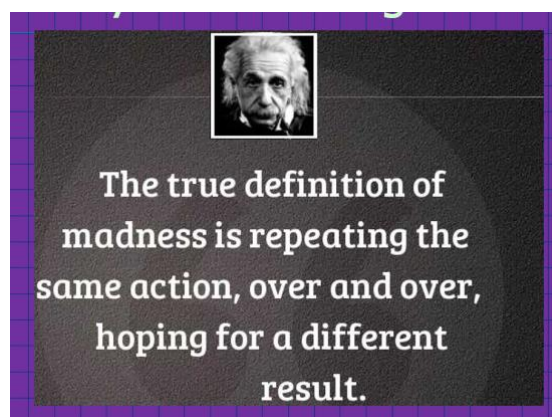 The true definition of
madness is repeating the
same action, over and over,
hoping for a different
result.